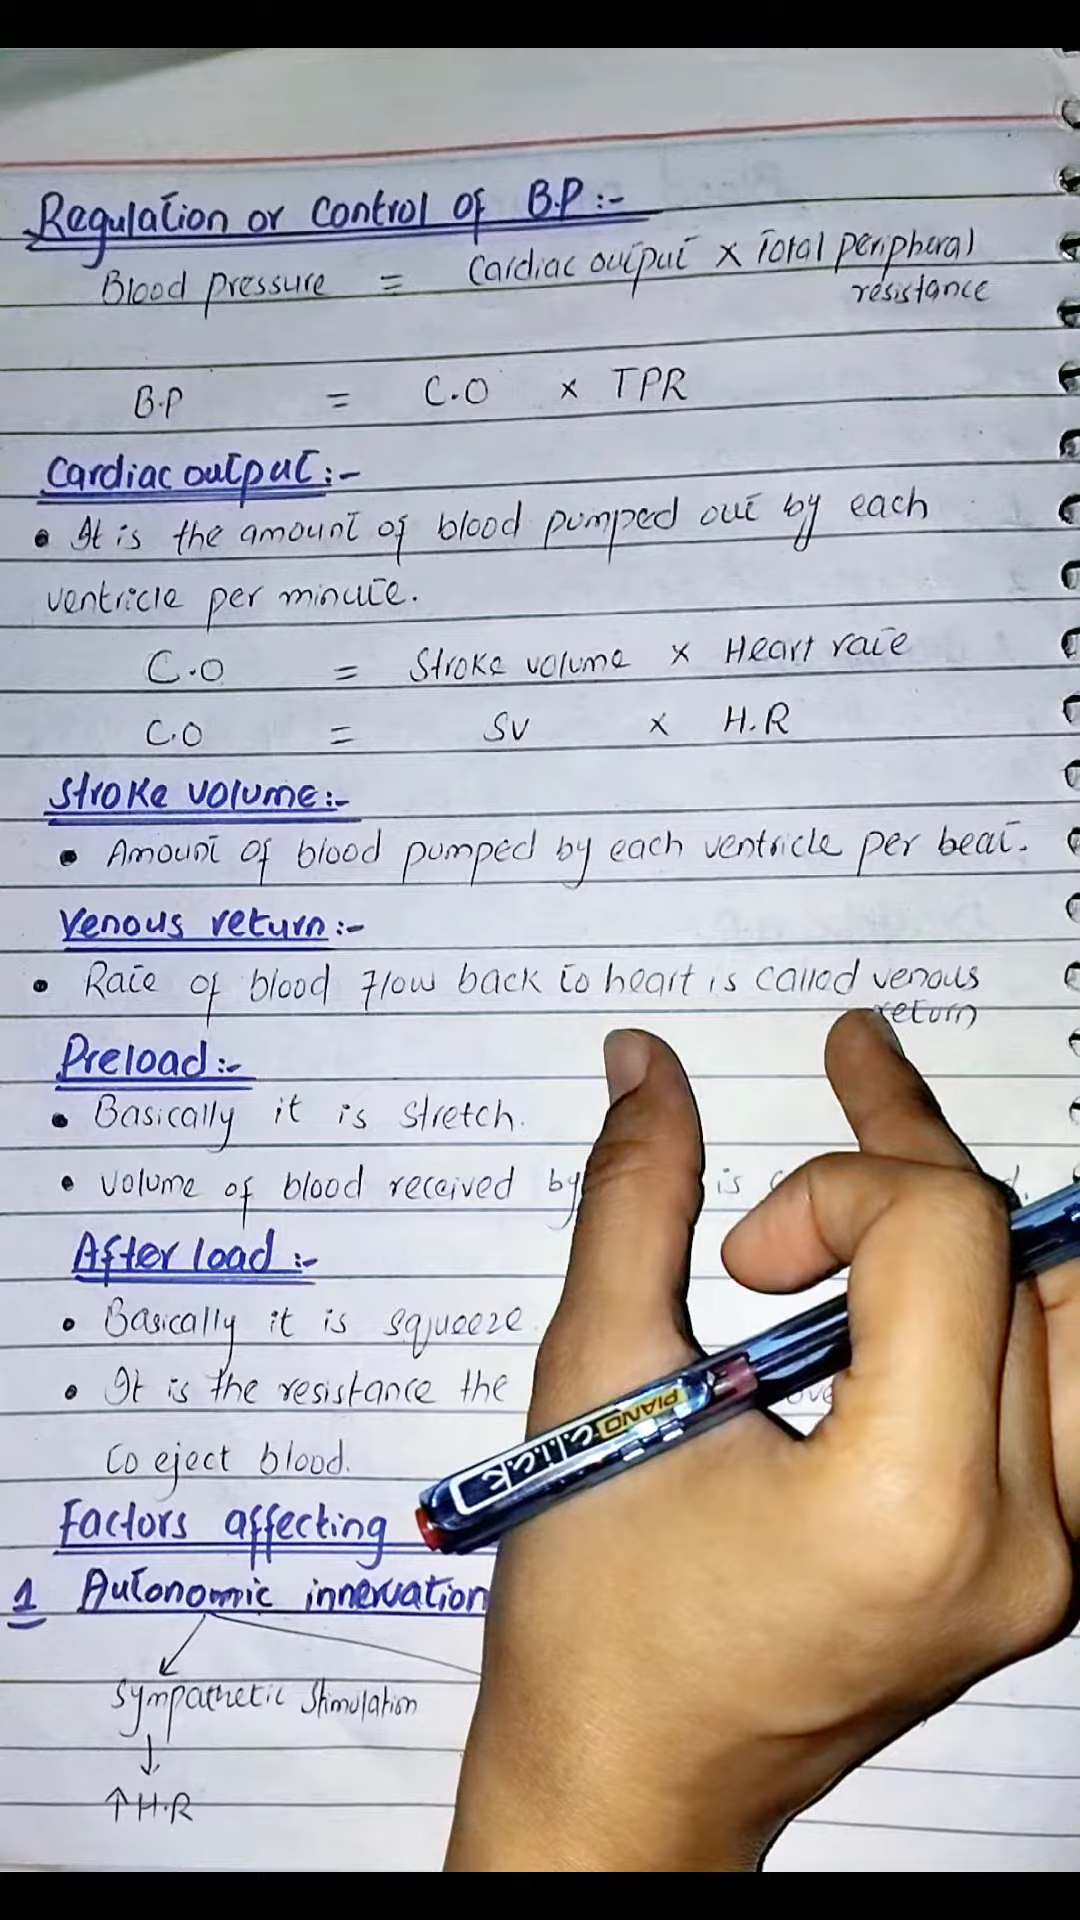 Regulation or control of B.P :-
Blood pressure = Cardiac output × Total peripheral
resistance
B.P = C.O × TPR
Cardiac output :-
• It is the amount of blood pumped out by each
ventricle per minute.
C.O = Stroke volume × Heart rate
C.O = SV × H.R
Stroke volume :-
• Amount of blood pumped by each ventricle per beat.
Venous return :-
• Rate of blood flow back to heart is called venous
return
Preload :-
• Basically it is stretch.
• volume of blood received by is
After load :-
• Basically it is squeeze
• It is the resistance the
to eject blood.
Factors affecting
1 Autonomic innervation
Sympathetic stimulation
↓
↑ H.R
PIANO Click